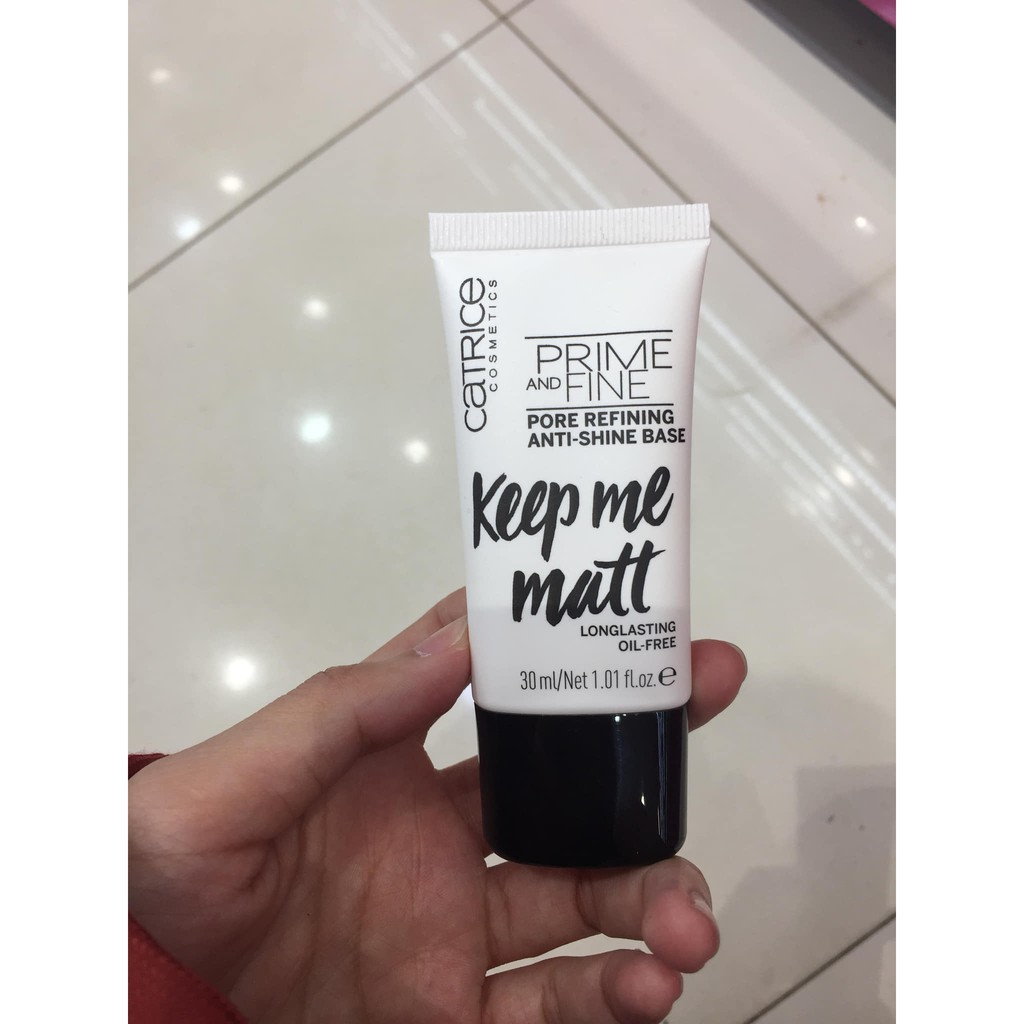 CATRICE
COSMETICS
PRIME
AND FINE
PORE REFINING
ANTI-SHINE BASE
Keep me
matt
LONGLASTING
OIL-FREE
30 ml/Net 1.01 fl.oz. ℮